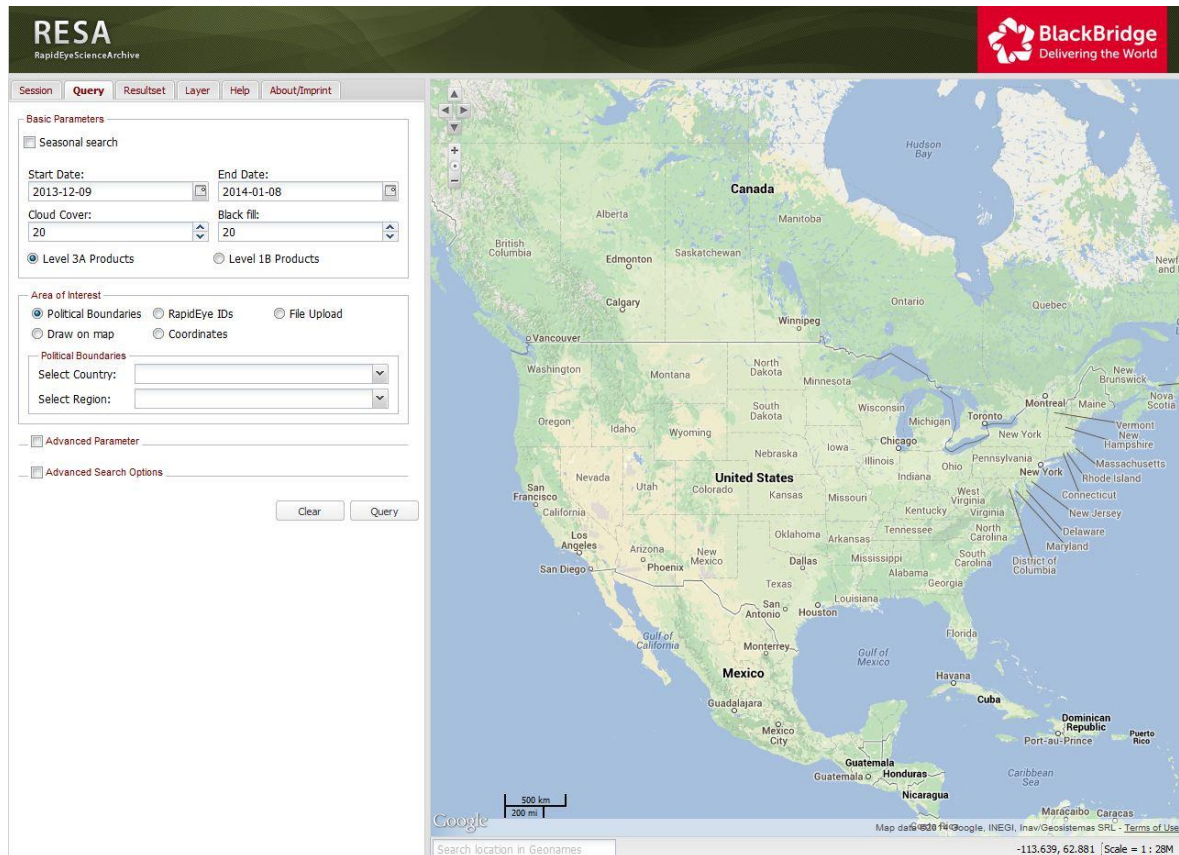 RESA
RapidEyeScienceArchive
BlackBridge
Delivering the World
Session Query Resultset Layer Help About/Imprint
Basic Parameters
Seasonal search
Start Date: End Date:
2013-12-09 2014-01-08
Cloud Cover: Black fill:
20 20
Level 3A Products Level 1B Products
Area of Interest
Political Boundaries RapidEye IDs File Upload
Draw on map Coordinates
Political Boundaries
Select Country:
Select Region:
Advanced Parameter
Advanced Search Options
Clear Query
Hudson
Bay
Canada
Alberta
Manitoba
British
Columbia
Saskatchewan
Edmonton
Newf
and
Calgary
Ontario
Quebec
Winnipeg
Vancouver
Washington
Montana
North
Dakota
Minnesota
New
Brunswick
Montreal Maine
Nova
Scotia
Oregon
Idaho
Wyoming
South
Dakota
Wisconsin
Michigan
Toronto
Vermont
New
Hampshire
New York
Massachusetts
Rhode Island
Connecticut
New Jersey
Delaware
Maryland
District of
Columbia
Nebraska
Iowa
Chicago
Illinois
Indiana
Ohio
Pennsylvania
New York
Nevada
Utah
Colorado
United States
Kansas
Missouri
West
Virginia
Kentucky
Virginia
San
Francisco
California
Los
Angeles
San Diego
Arizona
Phoenix
New
Mexico
Oklahoma
Arkansas
Tennessee
North
Carolina
South
Carolina
Dallas
Mississippi
Alabama
Georgia
Texas
San
Antonio
Houston
Louisiana
Florida
Gulf of
California
Monterrey
Gulf of
Mexico
Mexico
Havana
Cuba
Guadalajara
Mexico
City
Dominican
Republic
Port-au-Prince
Puerto
Rico
Guatemala
Guatemala
Honduras
Nicaragua
Caribbean
Sea
Maracaibo Caracas
500 km
200 mi
Google
Map data ©2014 Google, INEGI, Inav/Geosistemas SRL - Terms of Use
Search location in Geonames
-113.639, 62.881 Scale = 1 : 28M